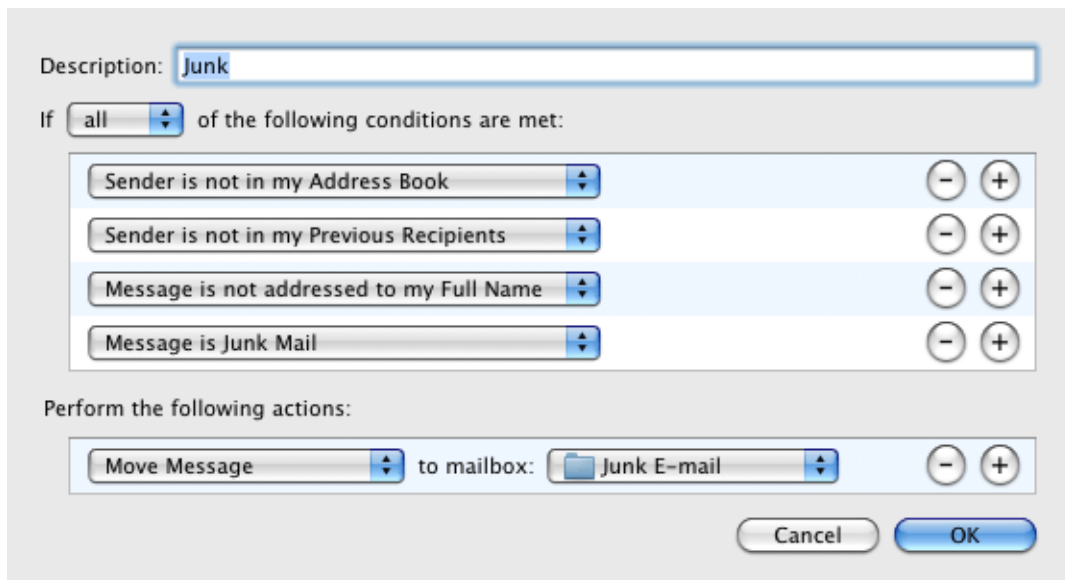 Description: Junk
If all of the following conditions are met:
Sender is not in my Address Book
Sender is not in my Previous Recipients
Message is not addressed to my Full Name
Message is Junk Mail
Perform the following actions:
Move Message to mailbox: Junk E-mail
Cancel OK